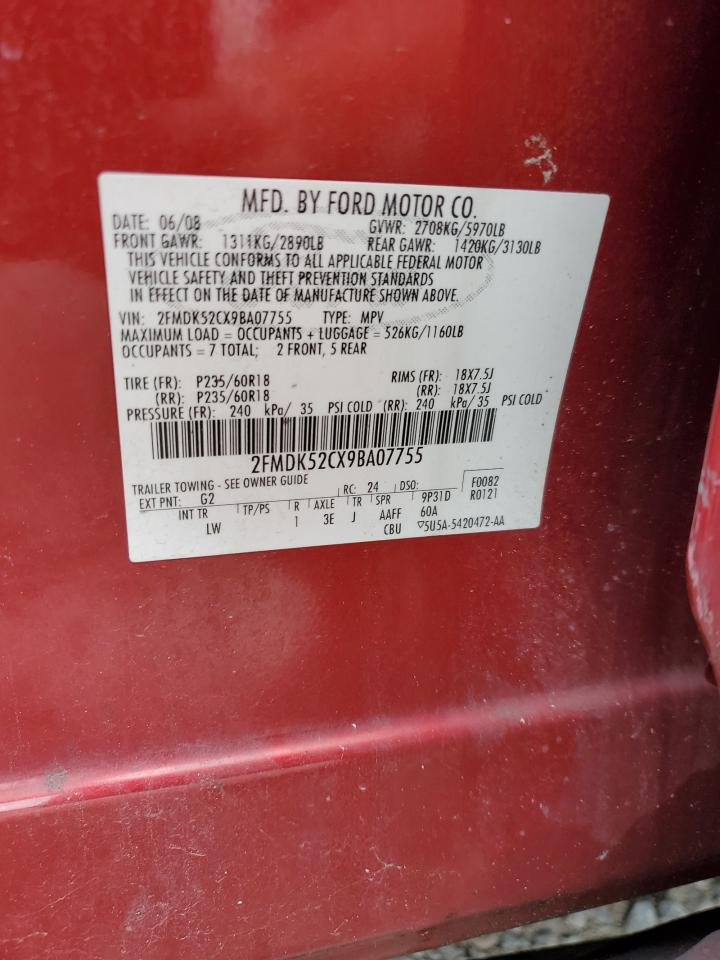 MFD. BY FORD MOTOR CO.
DATE: 06/08 GVWR: 2708KG/5970LB
FRONT GAWR: 1311KG/2890LB REAR GAWR: 1420KG/3130LB
THIS VEHICLE CONFORMS TO ALL APPLICABLE FEDERAL MOTOR
VEHICLE SAFETY AND THEFT PREVENTION STANDARDS
IN EFFECT ON THE DATE OF MANUFACTURE SHOWN ABOVE.
VIN: 2FMDK52CX9BA07755 TYPE: MPV
MAXIMUM LOAD = OCCUPANTS + LUGGAGE = 526KG/1160LB
OCCUPANTS = 7 TOTAL; 2 FRONT, 5 REAR
TIRE (FR): P235/60R18 RIMS (FR): 18X7.5J
(RR): P235/60R18 (RR): 18X7.5J
PRESSURE (FR): 240 kPa/ 35 PSI COLD (RR): 240 kPa/ 35 PSI COLD
2FMDK52CX9BA07755
TRAILER TOWING - SEE OWNER GUIDE F0082
EXT PNT: G2 RC: 24 DSO: 9P31D R0121
INT TR TP/PS R AXLE TR SPR 60A
LW 1 3E J AAFF
CBU ▽5U5A-5420472-AA